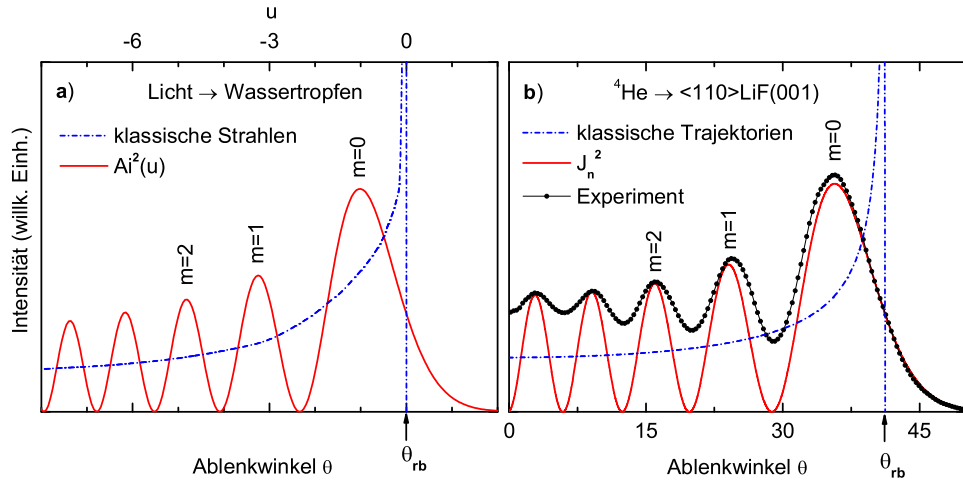 u
-6 -3 0
a) Licht → Wassertropfen
klassische Strahlen
Ai²(u)
m=2
m=1
m=0
Intensität (willk. Einh.)
Ablenkwinkel θ
θrb
b) ⁴He → <110>LiF(001)
klassische Trajektorien
Jn²
Experiment
m=2
m=1
m=0
0 15 30 45
Ablenkwinkel θ
θrb